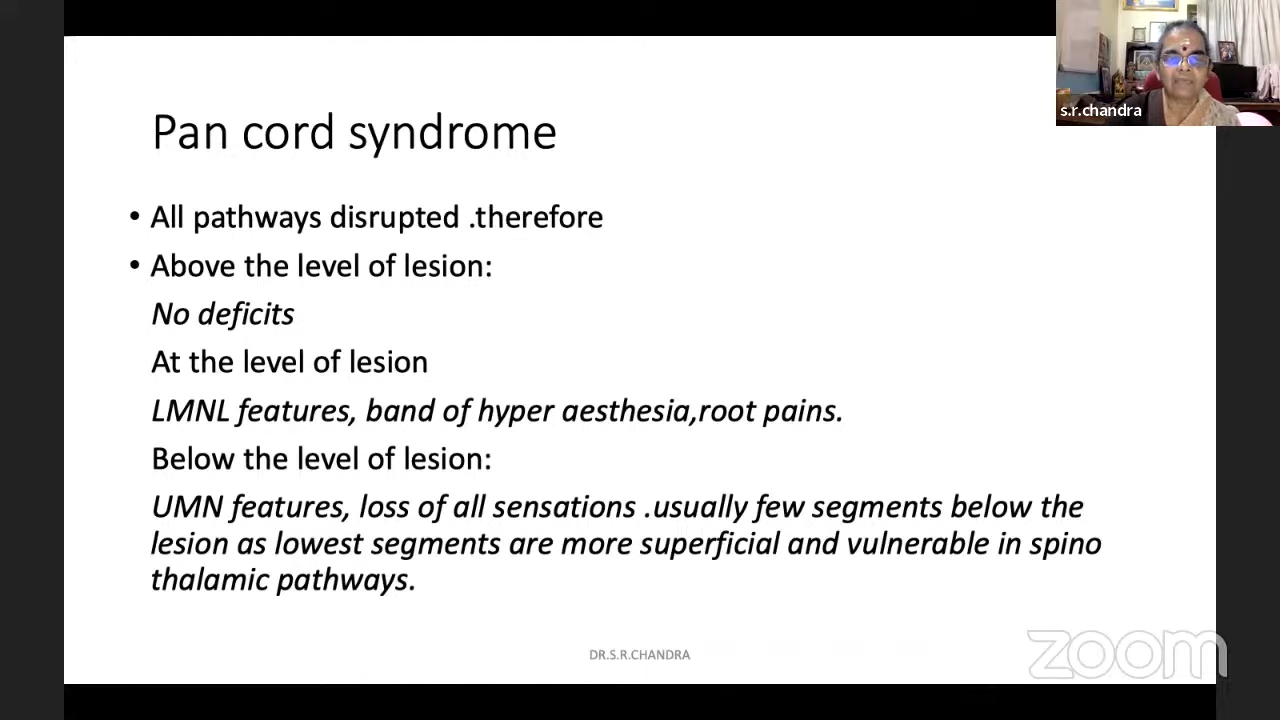 s.r.chandra
Pan cord syndrome
• All pathways disrupted .therefore
• Above the level of lesion:
No deficits
At the level of lesion
LMNL features, band of hyper aesthesia,root pains.
Below the level of lesion:
UMN features, loss of all sensations .usually few segments below the
lesion as lowest segments are more superficial and vulnerable in spino
thalamic pathways.
DR.S.R.CHANDRA
zoom